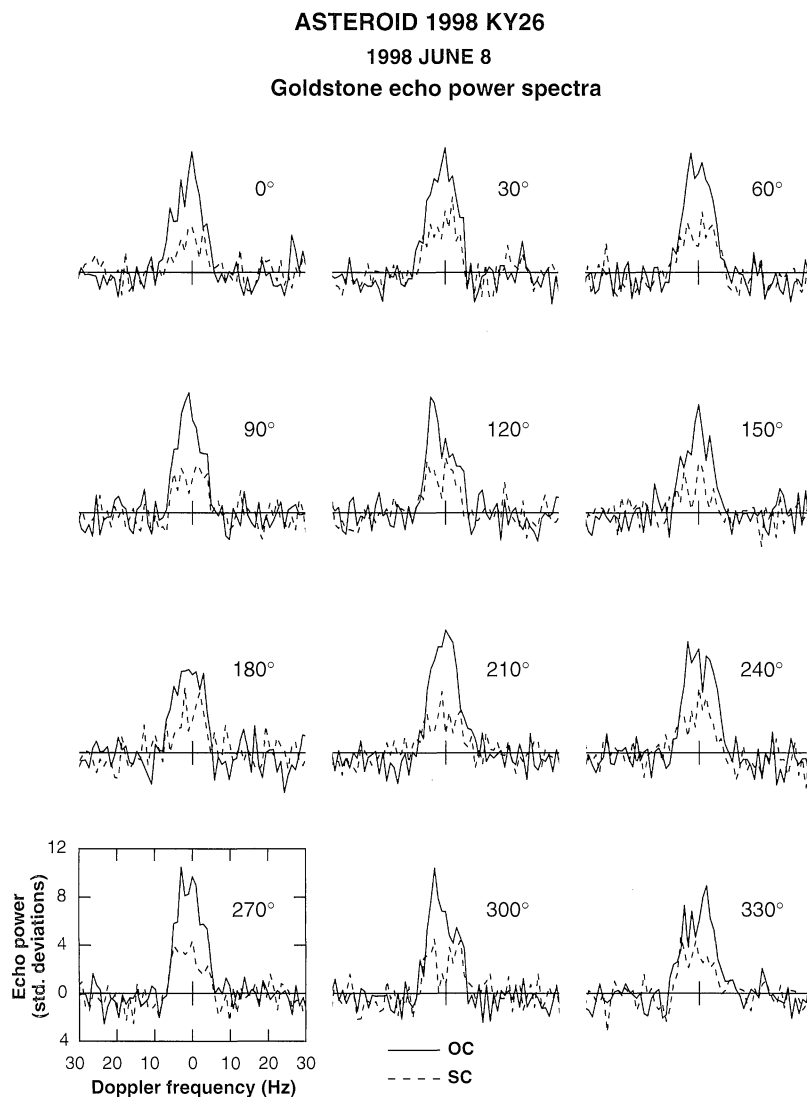 ASTEROID 1998 KY26
1998 JUNE 8
Goldstone echo power spectra
0° 30° 60°
90° 120° 150°
180° 210° 240°
12
8
4
0
4
Echo power
(std. deviations)
270° 300° 330°
30 20 10 0 10 20 30
Doppler frequency (Hz)
OC
SC